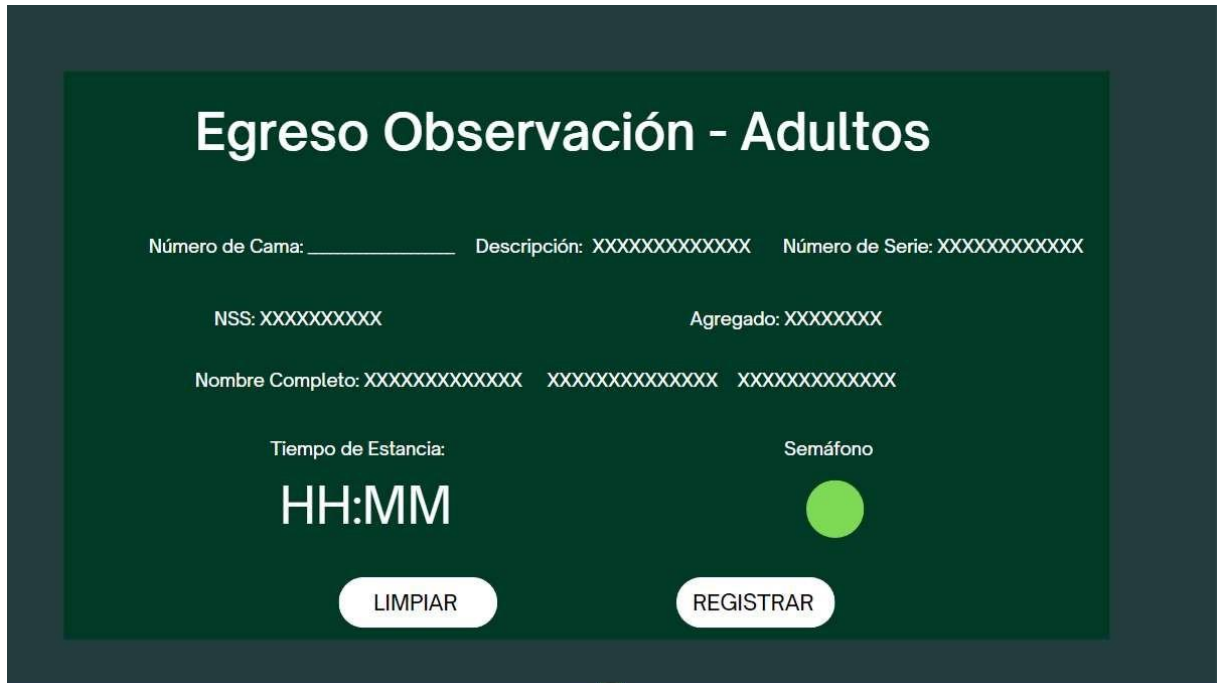 Egreso Observación - Adultos
Número de Cama: ________________ Descripción: XXXXXXXXXXXXX Número de Serie: XXXXXXXXXXXX
NSS: XXXXXXXXXX Agregado: XXXXXXXX
Nombre Completo: XXXXXXXXXXXXX XXXXXXXXXXXXXX XXXXXXXXXXXXX
Tiempo de Estancia: Semáfono
HH:MM
LIMPIAR REGISTRAR